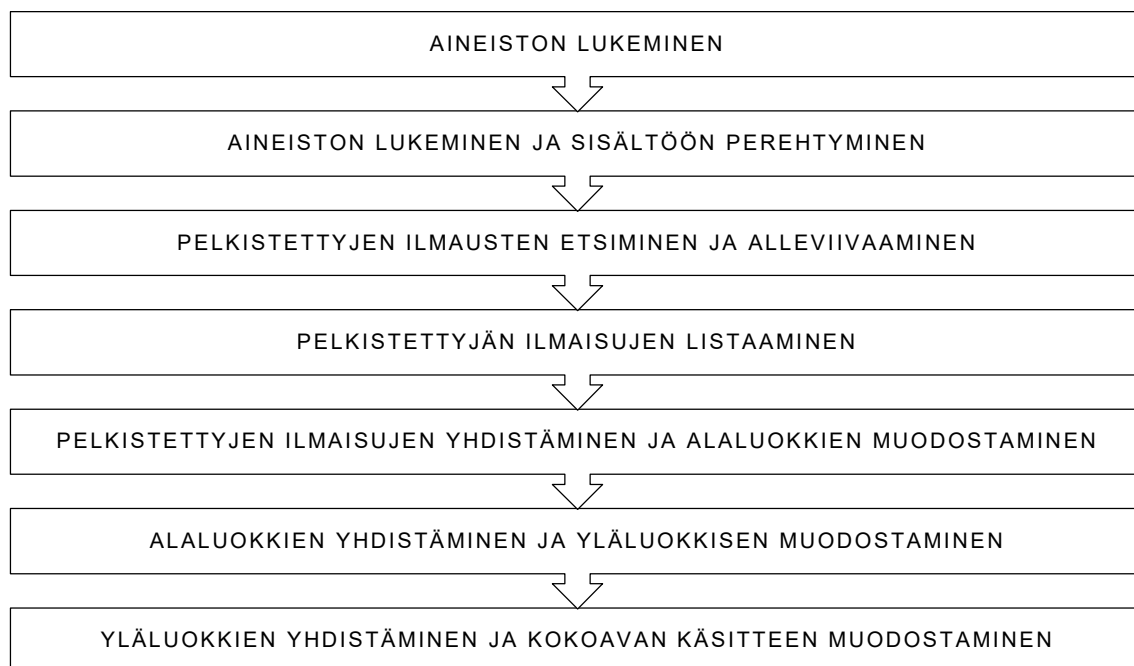 AINEISTON LUKEMINEN
AINEISTON LUKEMINEN JA SISÄLTÖÖN PEREHTYMINEN
PELKISTETTYJEN ILMAUSTEN ETSIMINEN JA ALLEVIIVAAMINEN
PELKISTETTYJÄN ILMAISUJEN LISTAAMINEN
PELKISTETTYJEN ILMAISUJEN YHDISTÄMINEN JA ALALUOKKIEN MUODOSTAMINEN
ALALUOKKIEN YHDISTÄMINEN JA YLÄLUOKKISEN MUODOSTAMINEN
YLÄLUOKKIEN YHDISTÄMINEN JA KOKOAVAN KÄSITTEEN MUODOSTAMINEN